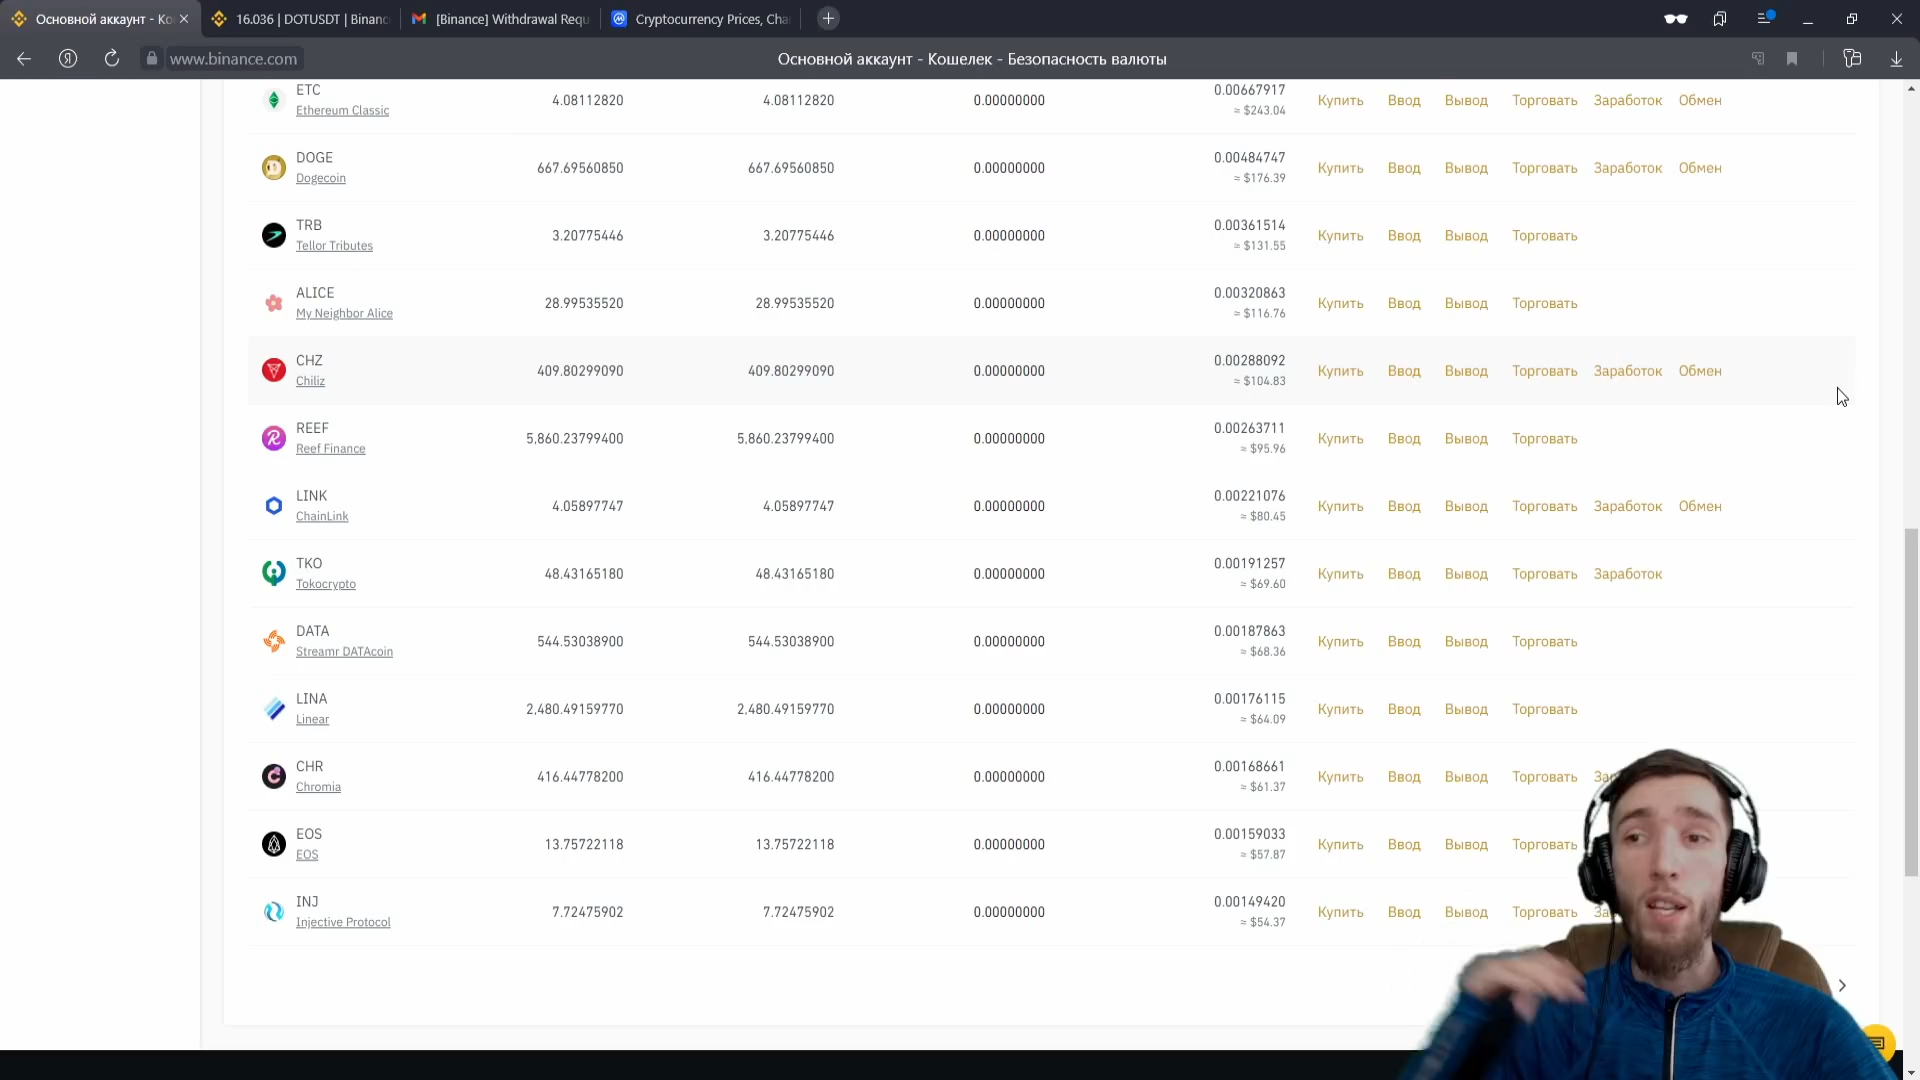 Основной аккаунт - Ко
16.036 | DOTUSDT | Binanc
[Binance] Withdrawal Requ
Cryptocurrency Prices, Cha
www.binance.com
Основной аккаунт - Кошелек - Безопасность валюты
ETC
Ethereum Classic
4.08112820 4.08112820 0.00000000 0.00667917
≈ $243.04
Купить Ввод Вывод Торговать Заработок Обмен
DOGE
Dogecoin
667.69560850 667.69560850 0.00000000 0.00484747
≈ $176.39
Купить Ввод Вывод Торговать Заработок Обмен
TRB
Tellor Tributes
3.20775446 3.20775446 0.00000000 0.00361514
≈ $131.55
Купить Ввод Вывод Торговать
ALICE
My Neighbor Alice
28.99535520 28.99535520 0.00000000 0.00320863
≈ $116.76
Купить Ввод Вывод Торговать
CHZ
Chiliz
409.80299090 409.80299090 0.00000000 0.00288092
≈ $104.83
Купить Ввод Вывод Торговать Заработок Обмен
REEF
Reef Finance
5,860.23799400 5,860.23799400 0.00000000 0.00263711
≈ $95.96
Купить Ввод Вывод Торговать
LINK
ChainLink
4.05897747 4.05897747 0.00000000 0.00221076
≈ $80.45
Купить Ввод Вывод Торговать Заработок Обмен
TKO
Tokocrypto
48.43165180 48.43165180 0.00000000 0.00191257
≈ $69.60
Купить Ввод Вывод Торговать Заработок
DATA
Streamr DATAcoin
544.53038900 544.53038900 0.00000000 0.00187863
≈ $68.36
Купить Ввод Вывод Торговать
LINA
Linear
2,480.49159770 2,480.49159770 0.00000000 0.00176115
≈ $64.09
Купить Ввод Вывод Торговать
CHR
Chromia
416.44778200 416.44778200 0.00000000 0.00168661
≈ $61.37
Купить Ввод Вывод Торговать За
EOS
EOS
13.75722118 13.75722118 0.00000000 0.00159033
≈ $57.87
Купить Ввод Вывод Торговать
INJ
Injective Protocol
7.72475902 7.72475902 0.00000000 0.00149420
≈ $54.37
Купить Ввод Вывод Торговать За